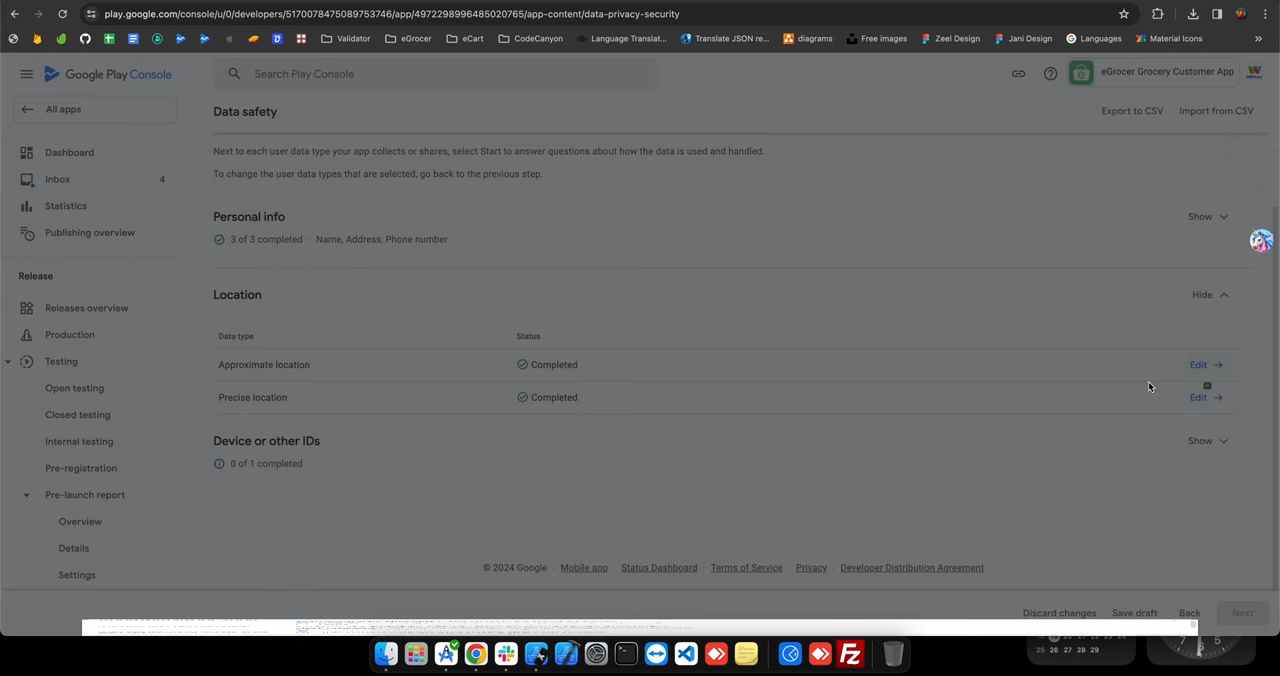 play.google.com/console/u/0/developers/5170078475089753746/app/4972298996485020765/app-content/data-privacy-security
Validator eGrocer eCart CodeCanyon Language Translat... Translate JSON re... diagrams Free images Zeel Design Jani Design Languages Material Icons
Google Play Console
Search Play Console
eGrocer Grocery Customer App
All apps
Data safety
Export to CSV Import from CSV
Dashboard
Inbox 4
Statistics
Publishing overview
Release
Releases overview
Production
Testing
Open testing
Closed testing
Internal testing
Pre-registration
Pre-launch report
Overview
Details
Settings
Next to each user data type your app collects or shares, select Start to answer questions about how the data is used and handled.
To change the user data types that are selected, go back to the previous step.
Personal info Show
3 of 3 completed · Name, Address, Phone number
Location Hide
Data type Status
Approximate location Completed Edit
Precise location Completed Edit
Device or other IDs Show
0 of 1 completed
© 2024 Google · Mobile app · Status Dashboard · Terms of Service · Privacy · Developer Distribution Agreement
Discard changes Save draft Back Next
7 5
25 26 27 28 29